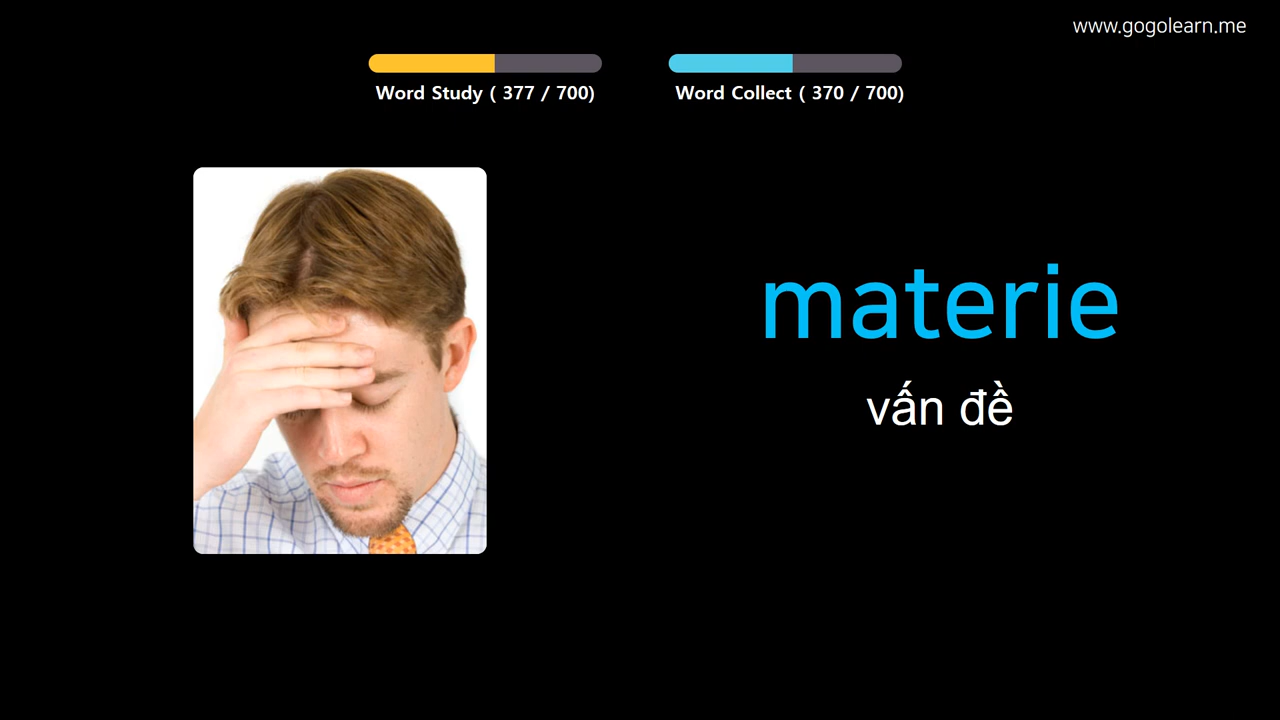 www.gogolearn.me
Word Study ( 377 / 700)
Word Collect ( 370 / 700)
materie
vấn đề